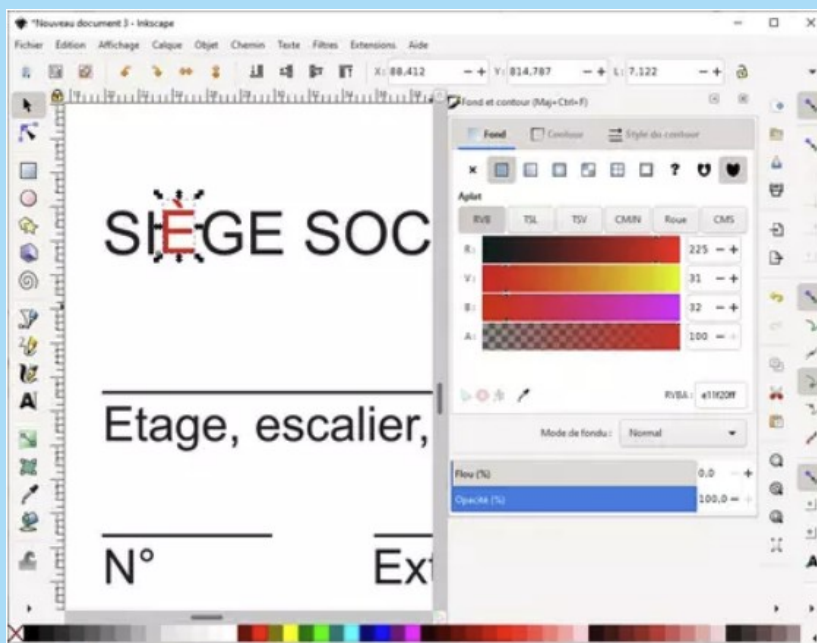 *Nouveau document 3 - Inkscape
Fichier Edition Affichage Calque Objet Chemin Texte Filtres Extensions Aide
X: 88,412 - + Y: 814,787 - + L: 7,122 - +
Fond et contour (Maj+Ctrl+F)
Fond Contour Style du contour
Aplat
RVB TSL TSV CMJN Roue CMS
R: 225 - +
V: 31 - +
B: 32 - +
A: 100 - +
RVBA: e11f20ff
Mode de fondu: Normal
Flou (%) 0,0 - +
Opacité (%) 100,0 - +
SIÈGE SOC
Etage, escalier,
N° Ext